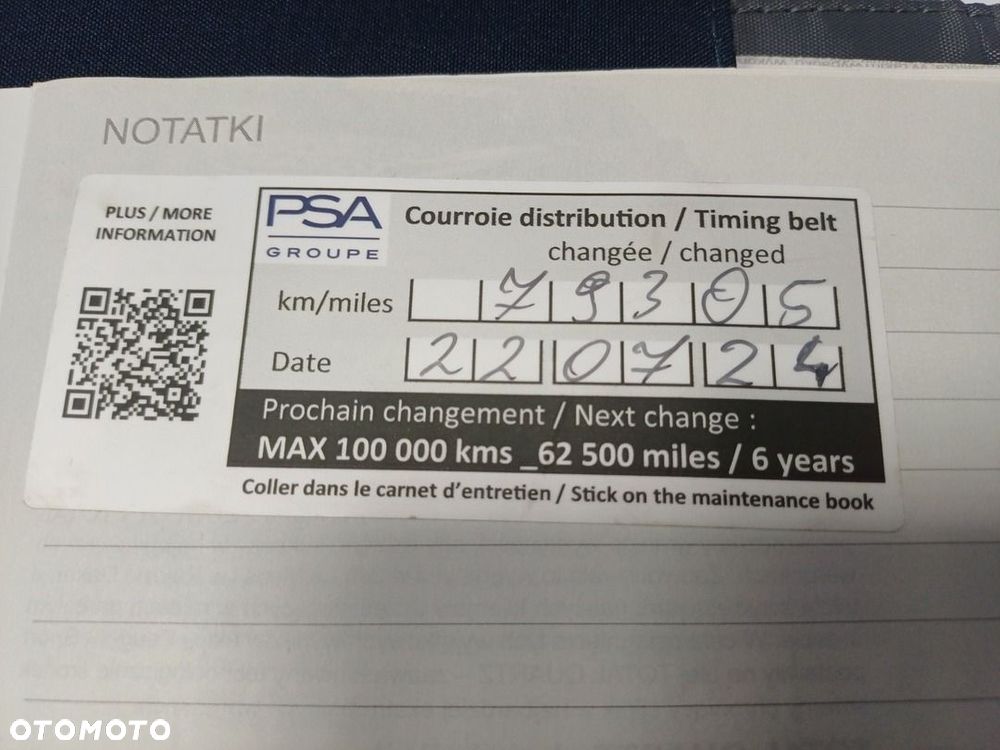 NOTATKI
PLUS / MORE
INFORMATION
PSA
GROUPE
Courroie distribution / Timing belt
changée / changed
km/miles 79305
Date 220724
Prochain changement / Next change :
MAX 100 000 kms _62 500 miles / 6 years
Coller dans le carnet d'entretien / Stick on the maintenance book
OTOMOTO